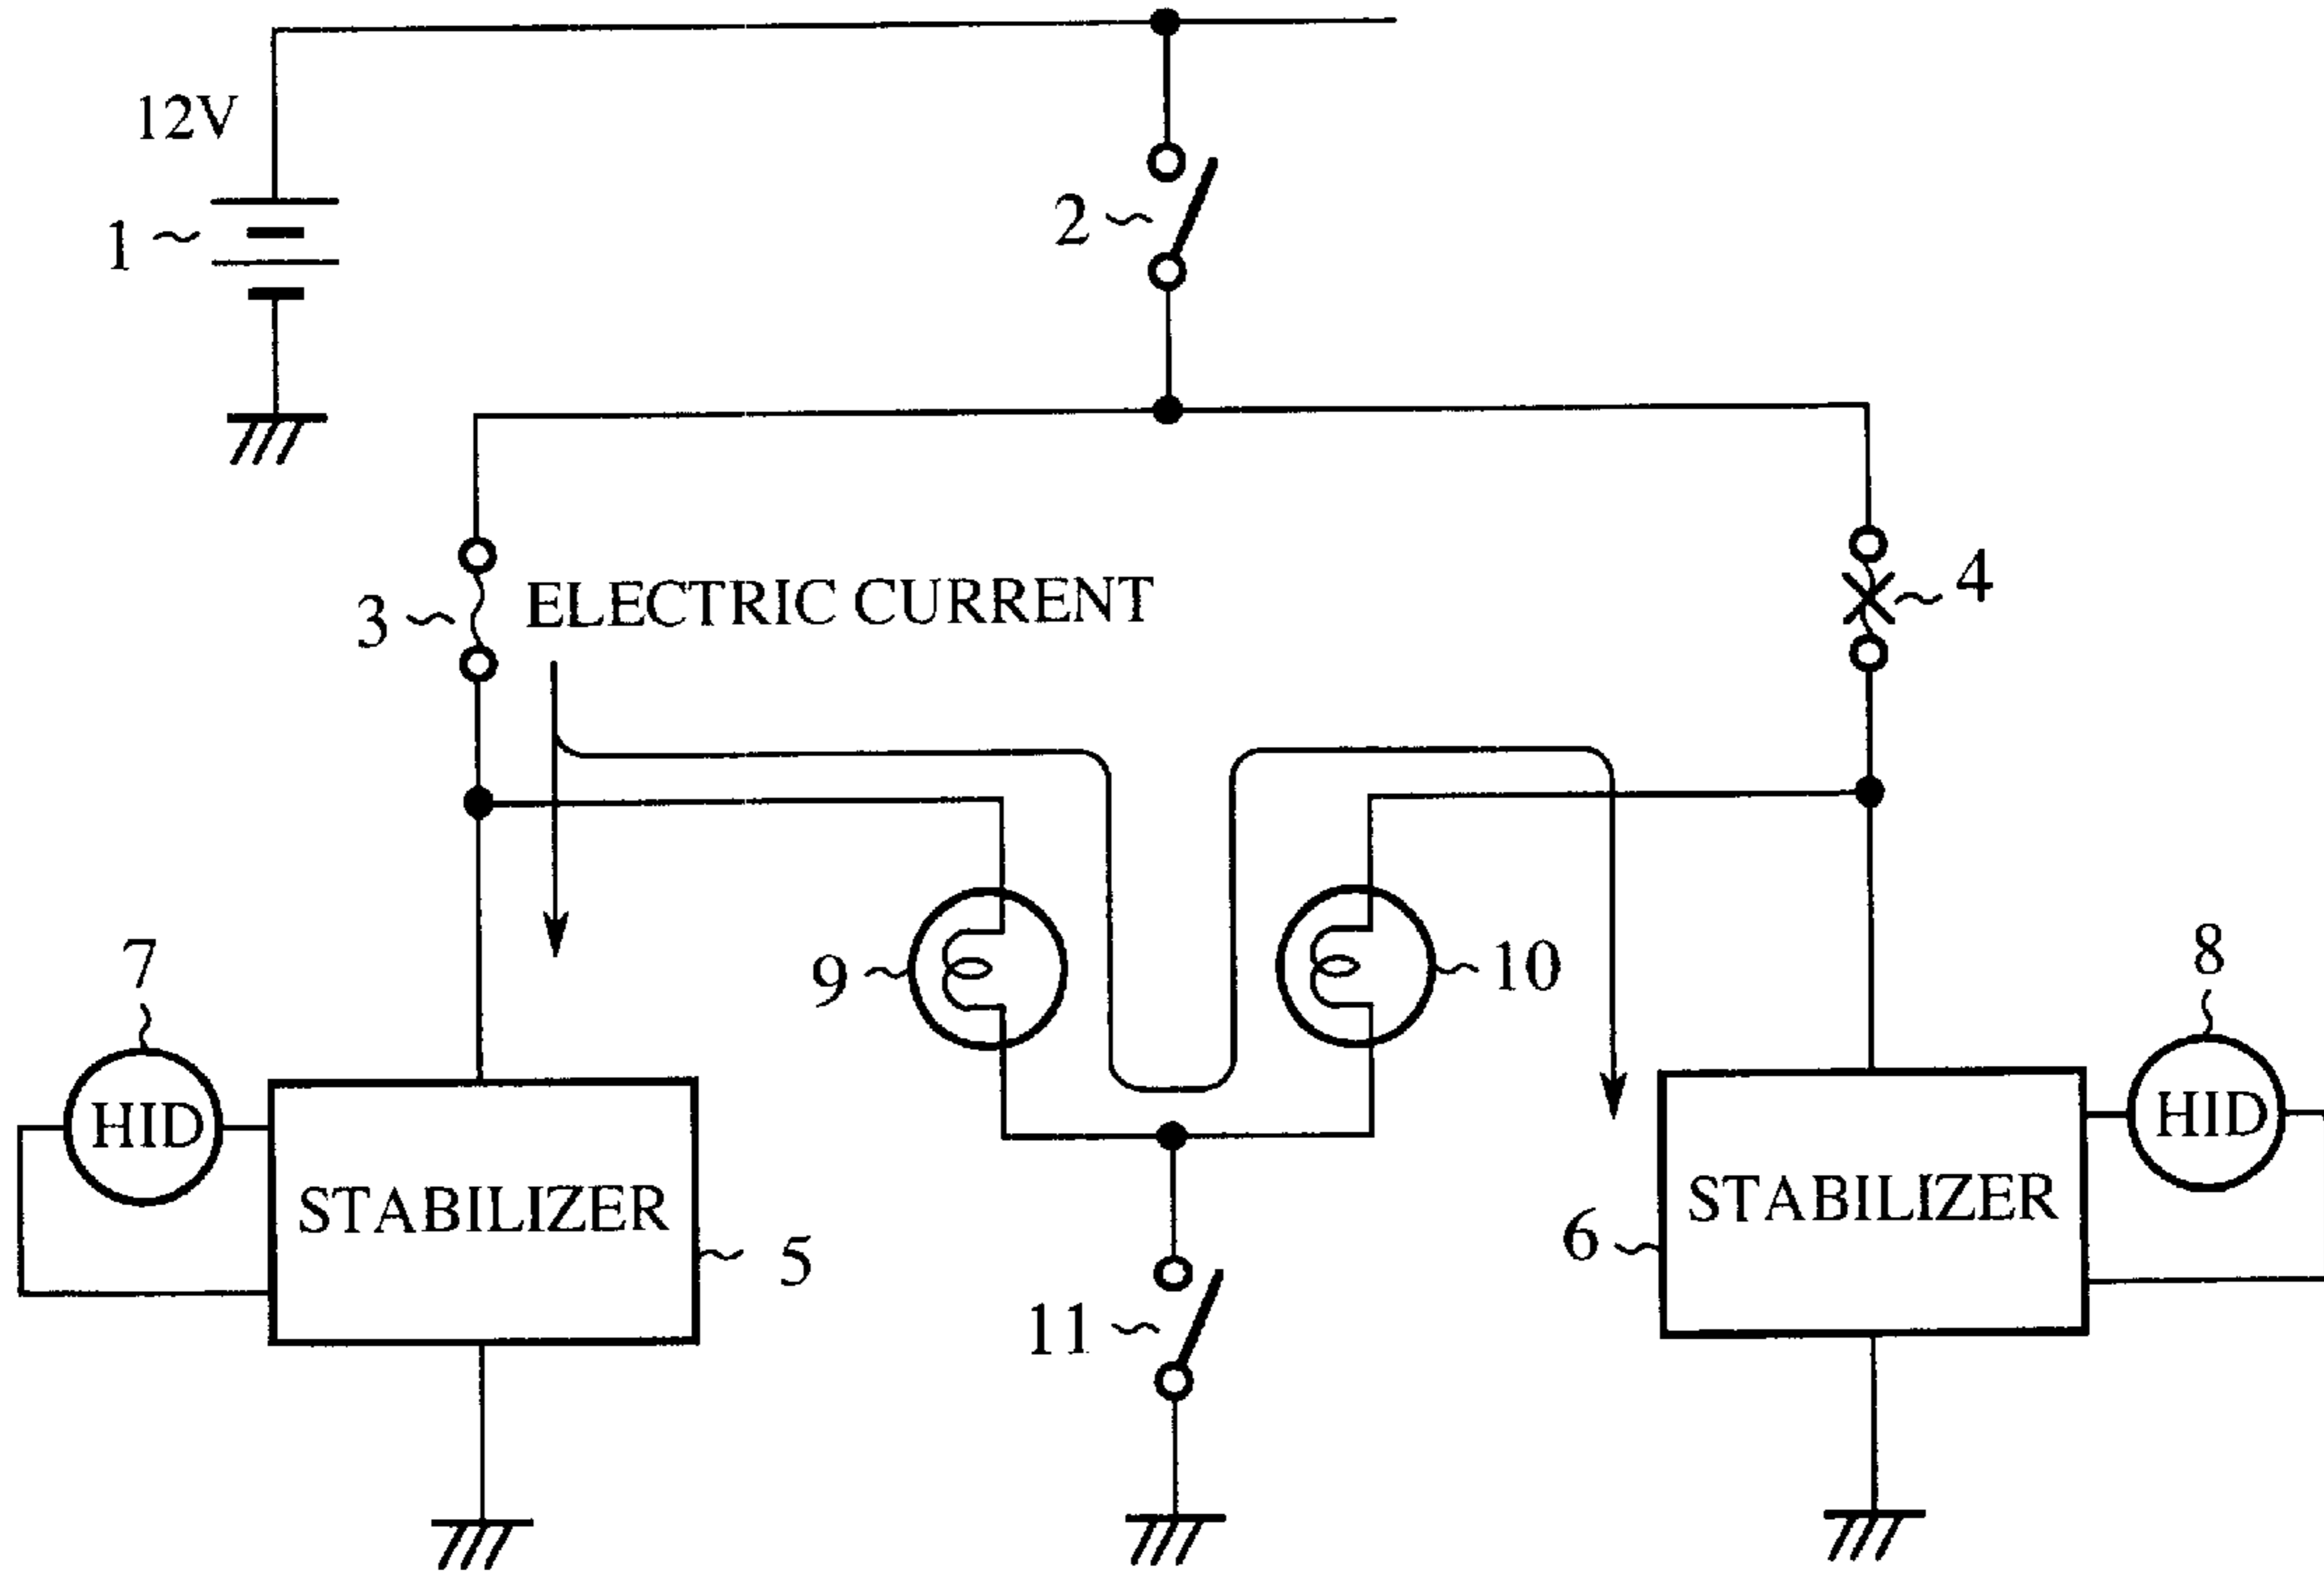 12V
1
2
3
ELECTRIC CURRENT
4
7
9
10
8
HID
STABILIZER
5
11
6
STABILIZER
HID